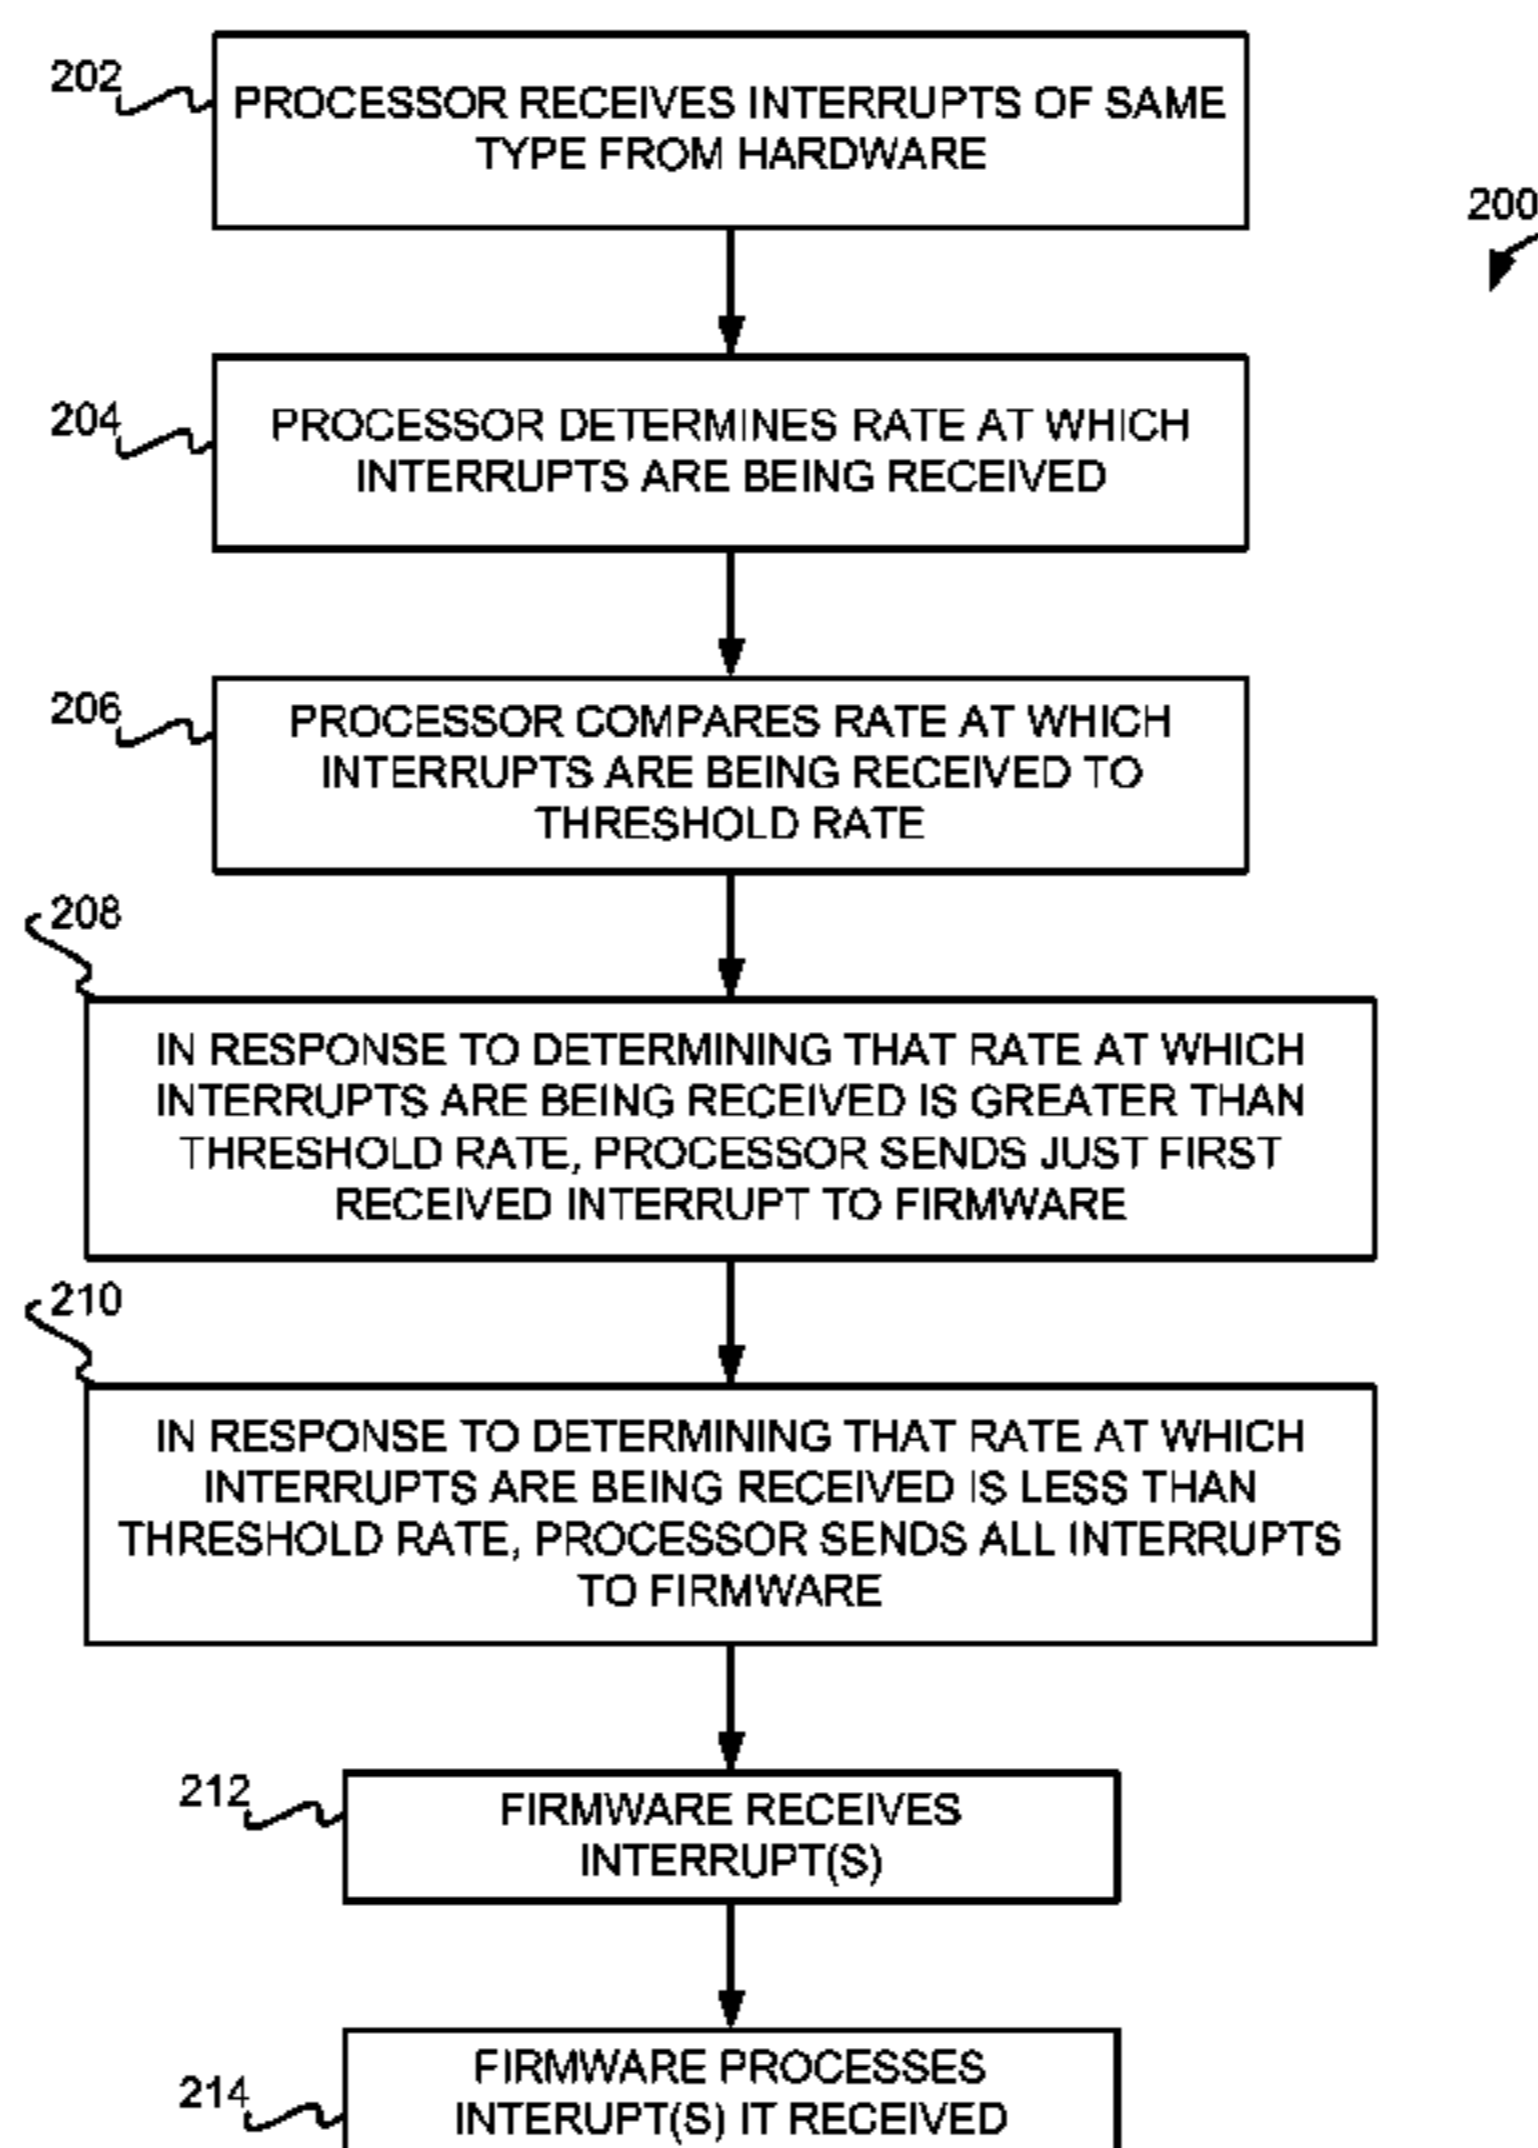 202
PROCESSOR RECEIVES INTERRUPTS OF SAME
TYPE FROM HARDWARE
200
204
PROCESSOR DETERMINES RATE AT WHICH
INTERRUPTS ARE BEING RECEIVED
206
PROCESSOR COMPARES RATE AT WHICH
INTERRUPTS ARE BEING RECEIVED TO
THRESHOLD RATE
208
IN RESPONSE TO DETERMINING THAT RATE AT WHICH
INTERRUPTS ARE BEING RECEIVED IS GREATER THAN
THRESHOLD RATE, PROCESSOR SENDS JUST FIRST
RECEIVED INTERRUPT TO FIRMWARE
210
IN RESPONSE TO DETERMINING THAT RATE AT WHICH
INTERRUPTS ARE BEING RECEIVED IS LESS THAN
THRESHOLD RATE, PROCESSOR SENDS ALL INTERRUPTS
TO FIRMWARE
212
FIRMWARE RECEIVES
INTERRUPT(S)
214
FIRMWARE PROCESSES
INTERUPT(S) IT RECEIVED